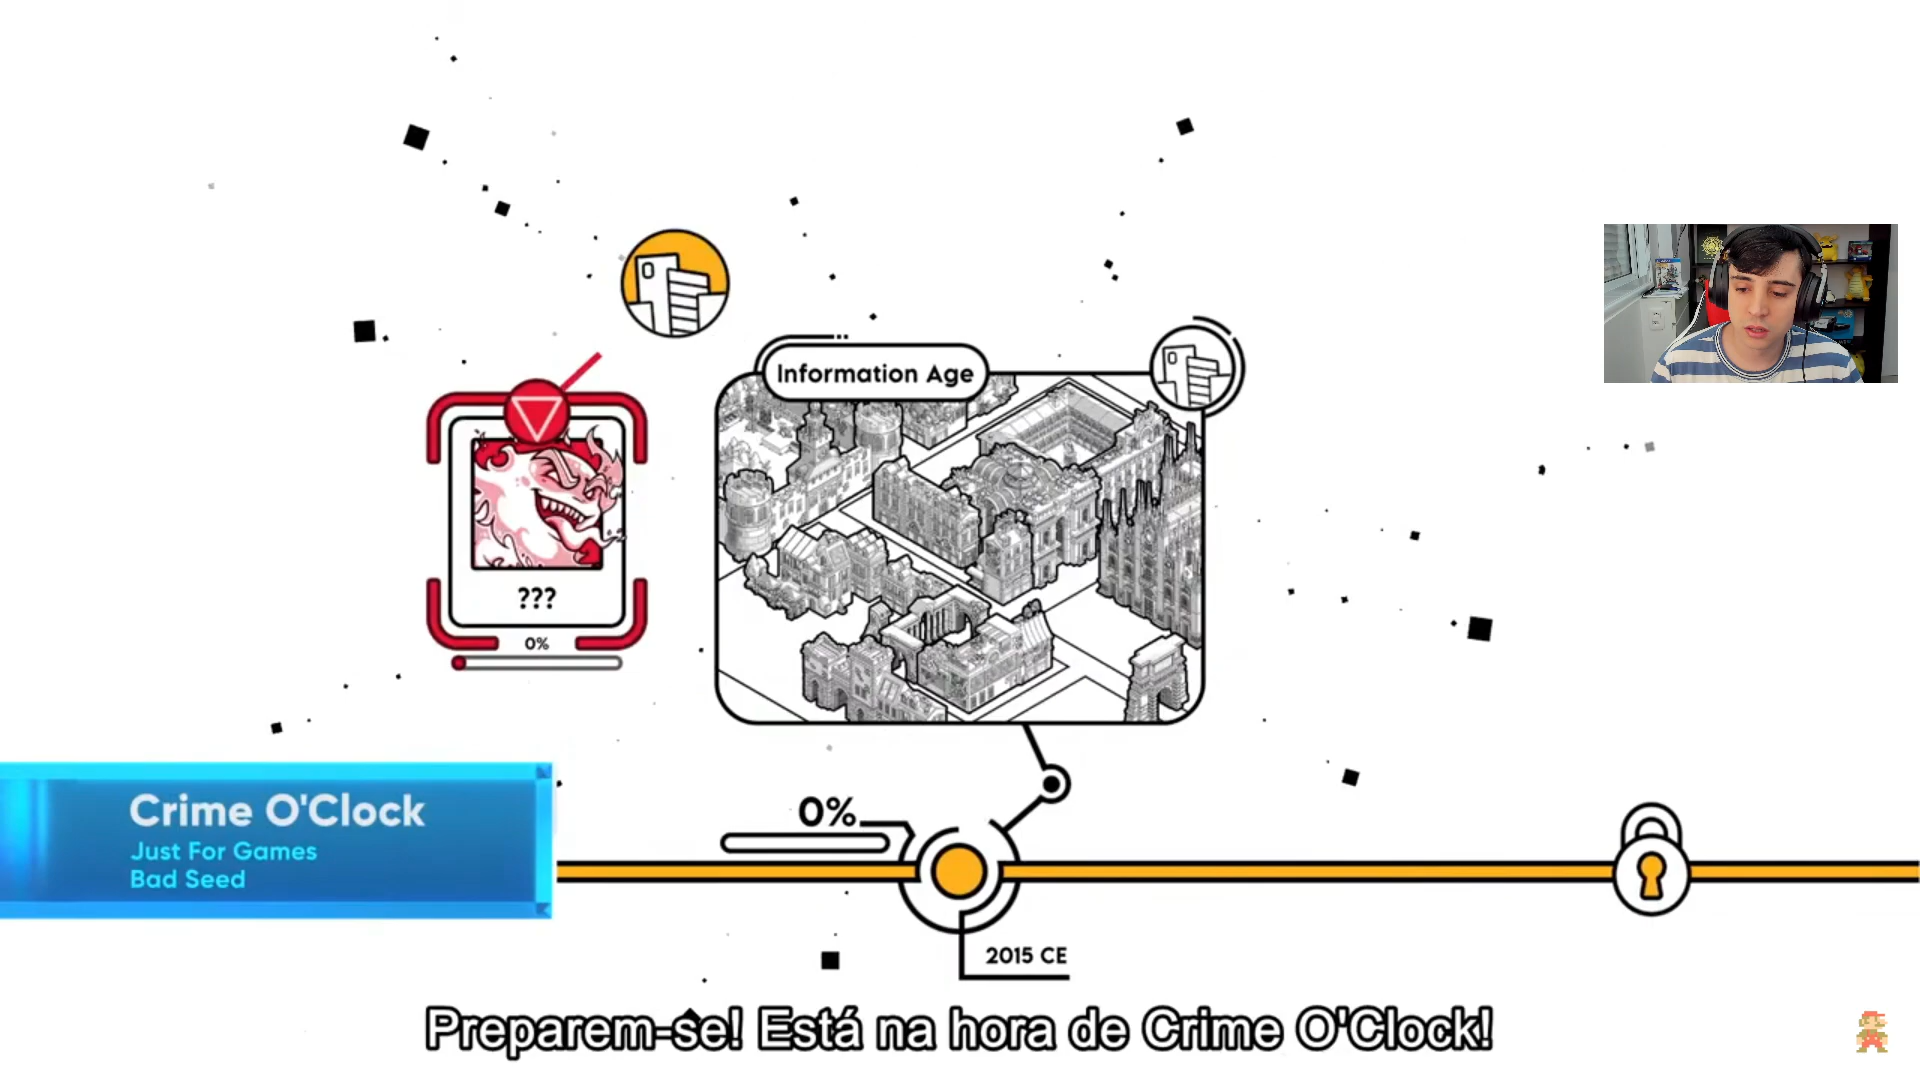 Information Age
???
0%
Crime O'Clock
Just For Games
Bad Seed
0%
2015 CE
Preparem-se! Está na hora de Crime O'Clock!